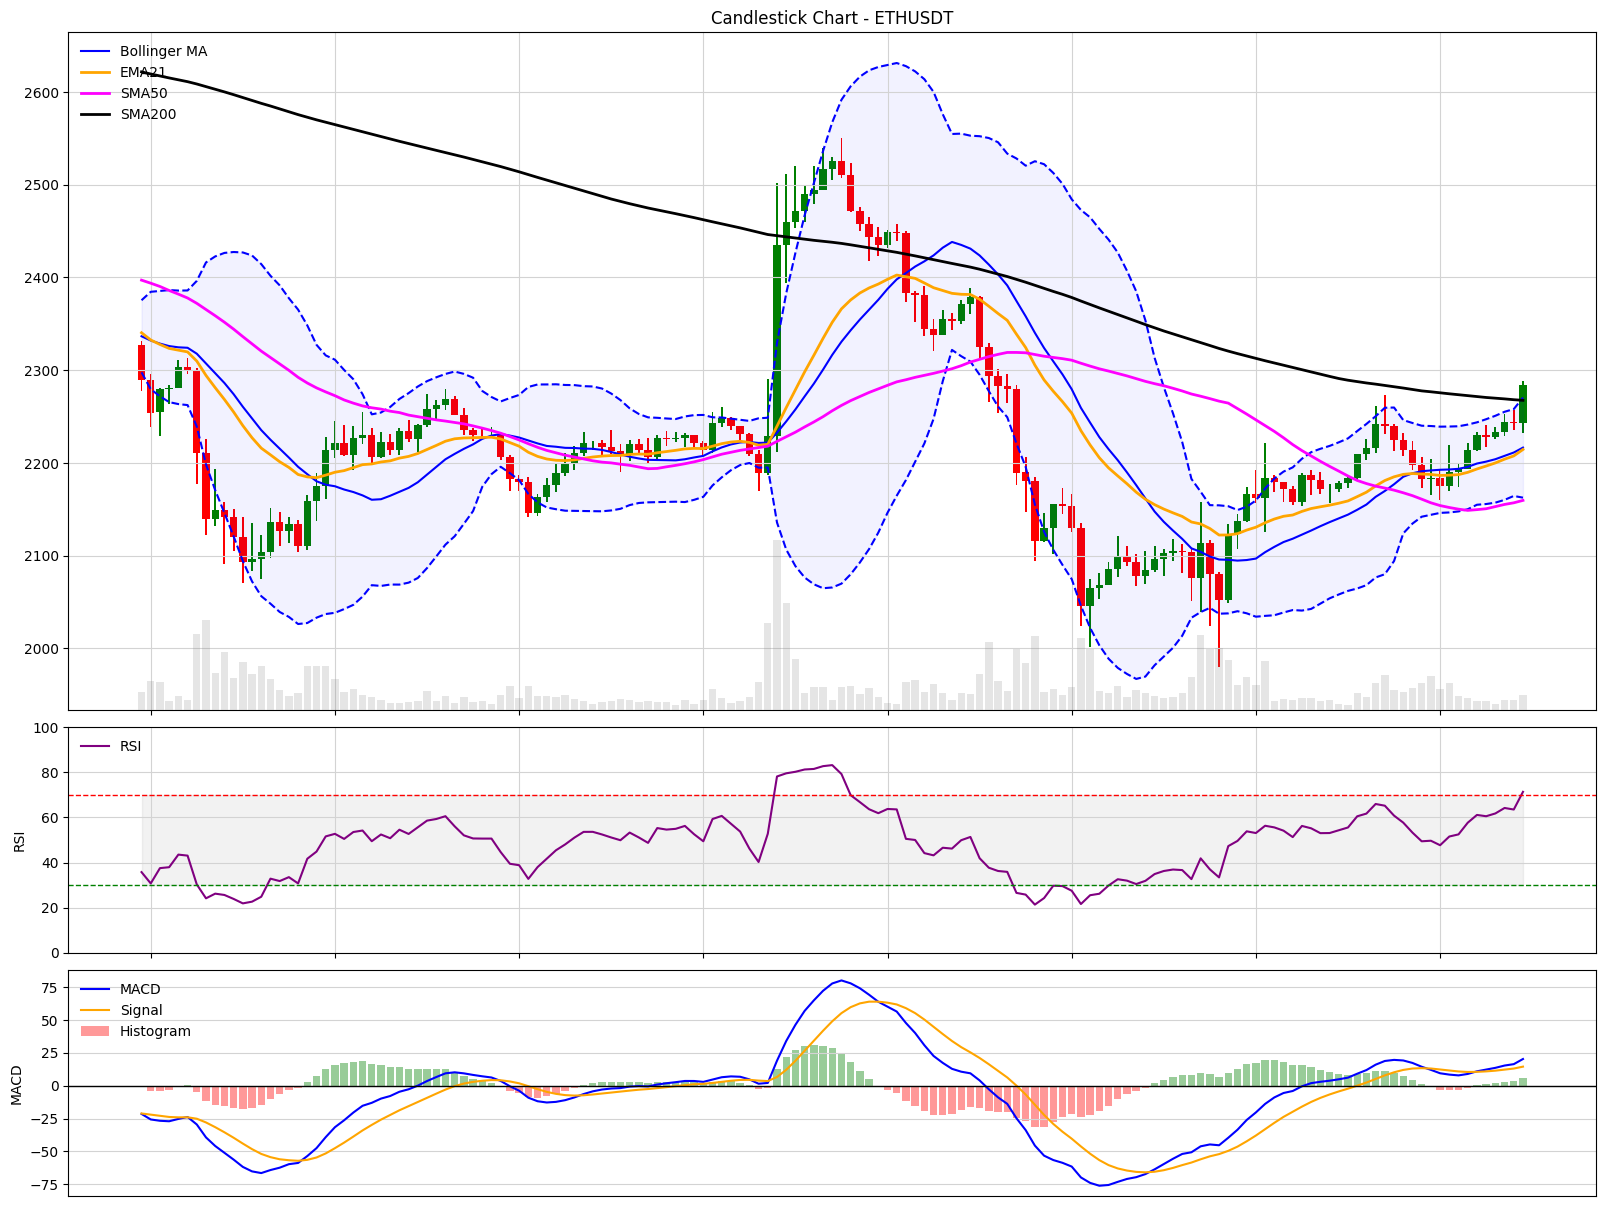 Candlestick Chart - ETHUSDT
Bollinger MA
EMA21
SMA50
SMA200
2600
2500
2400
2300
2200
2100
2000
RSI
100
80
60
40
20
0
RSI
MACD
Signal
Histogram
75
50
25
0
−25
−50
−75
MACD